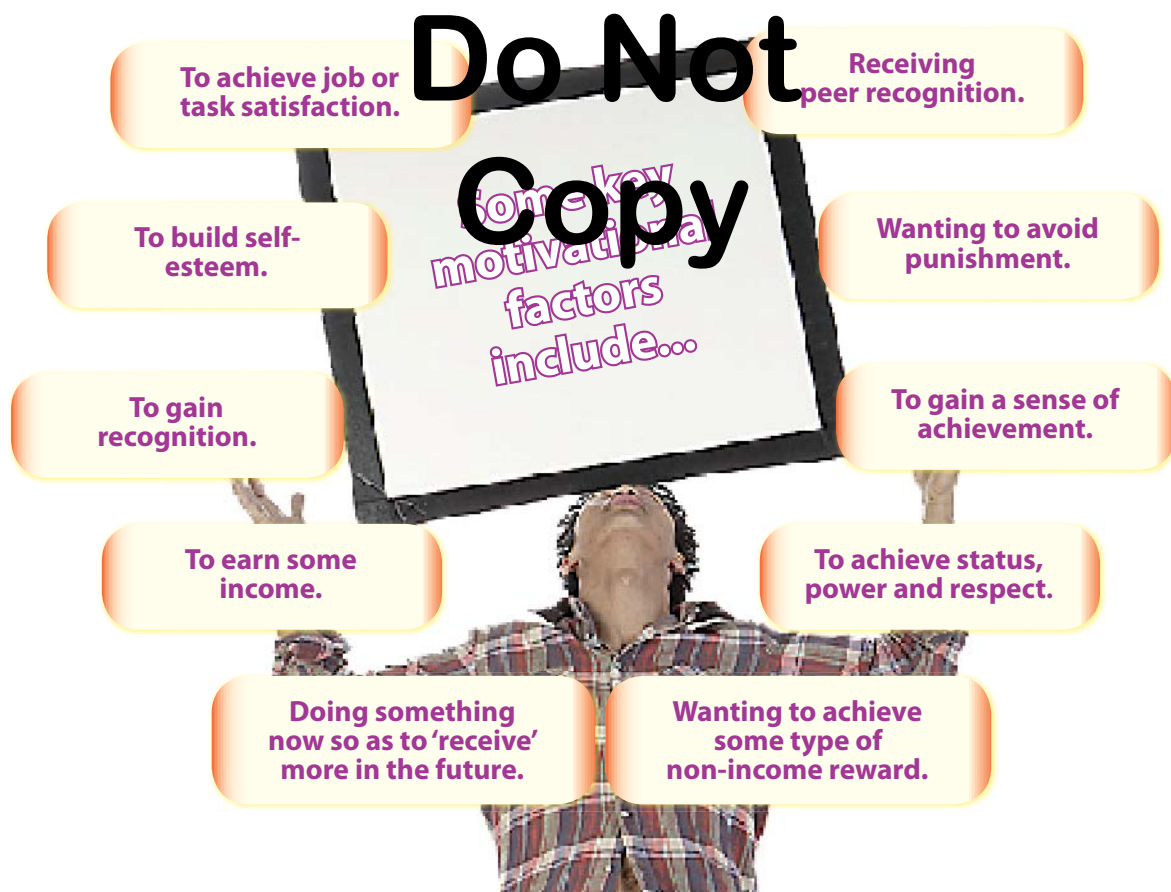 Do Not
Copy
Some key
motivational
factors
include...
To achieve job or
task satisfaction.
To build self-
esteem.
To gain
recognition.
To earn some
income.
Doing something
now so as to ‘receive’
more in the future.
Receiving
peer recognition.
Wanting to avoid
punishment.
To gain a sense of
achievement.
To achieve status,
power and respect.
Wanting to achieve
some type of
non-income reward.